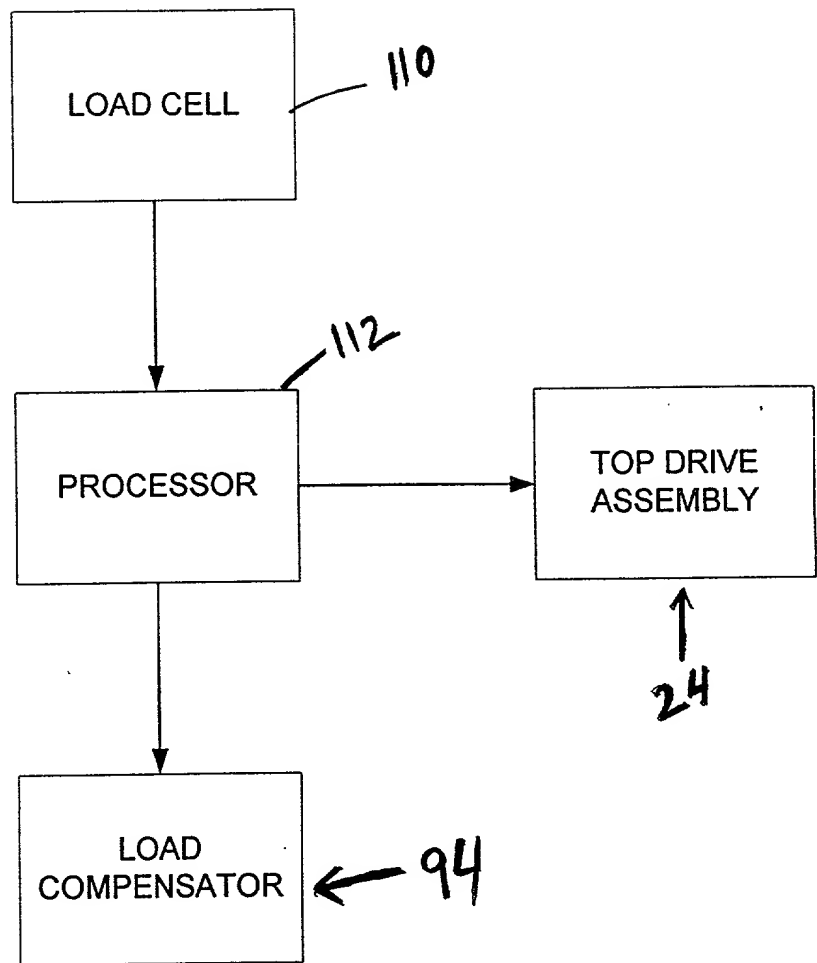 LOAD CELL
110
PROCESSOR
112
TOP DRIVE
ASSEMBLY
24
LOAD
COMPENSATOR
94